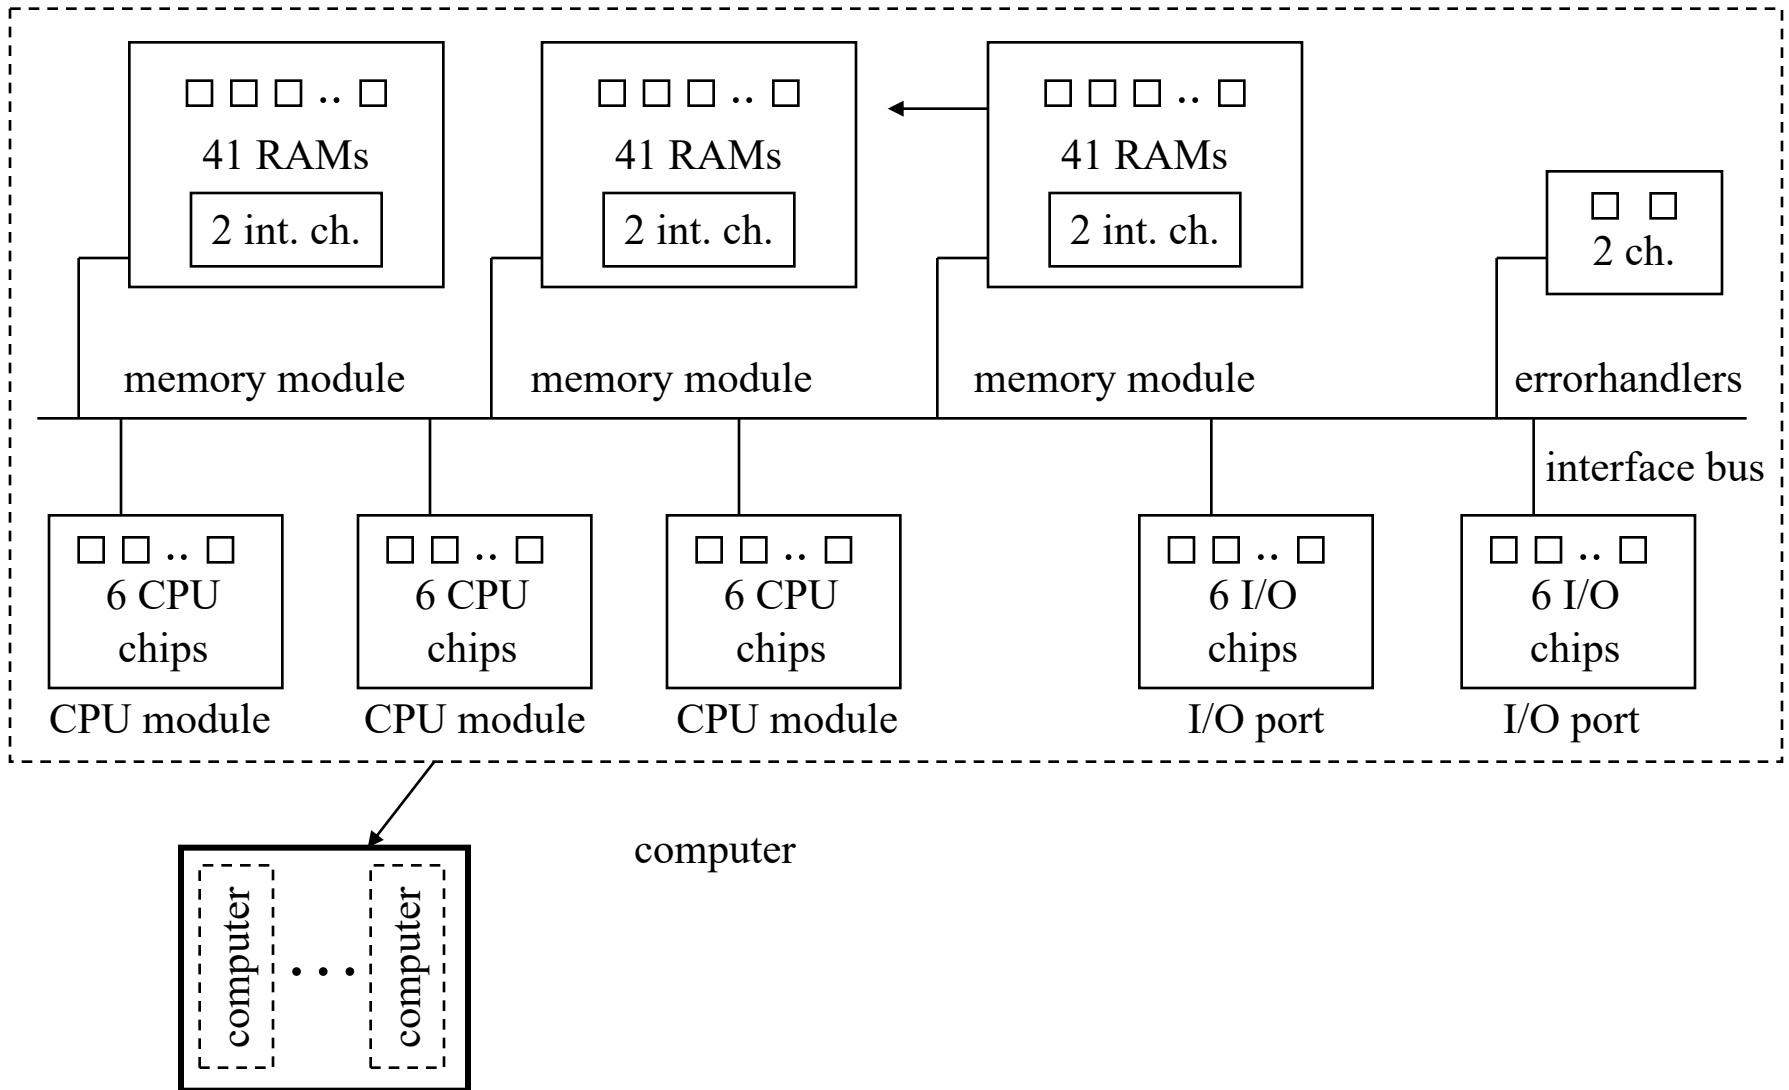 41 RAMs
2 int. ch.
memory module
41 RAMs
2 int. ch.
memory module
41 RAMs
2 int. ch.
memory module
2 ch.
errorhandlers
interface bus
6 CPU
chips
CPU module
6 CPU
chips
CPU module
6 CPU
chips
CPU module
6 I/O
chips
I/O port
6 I/O
chips
I/O port
computer
computer
computer